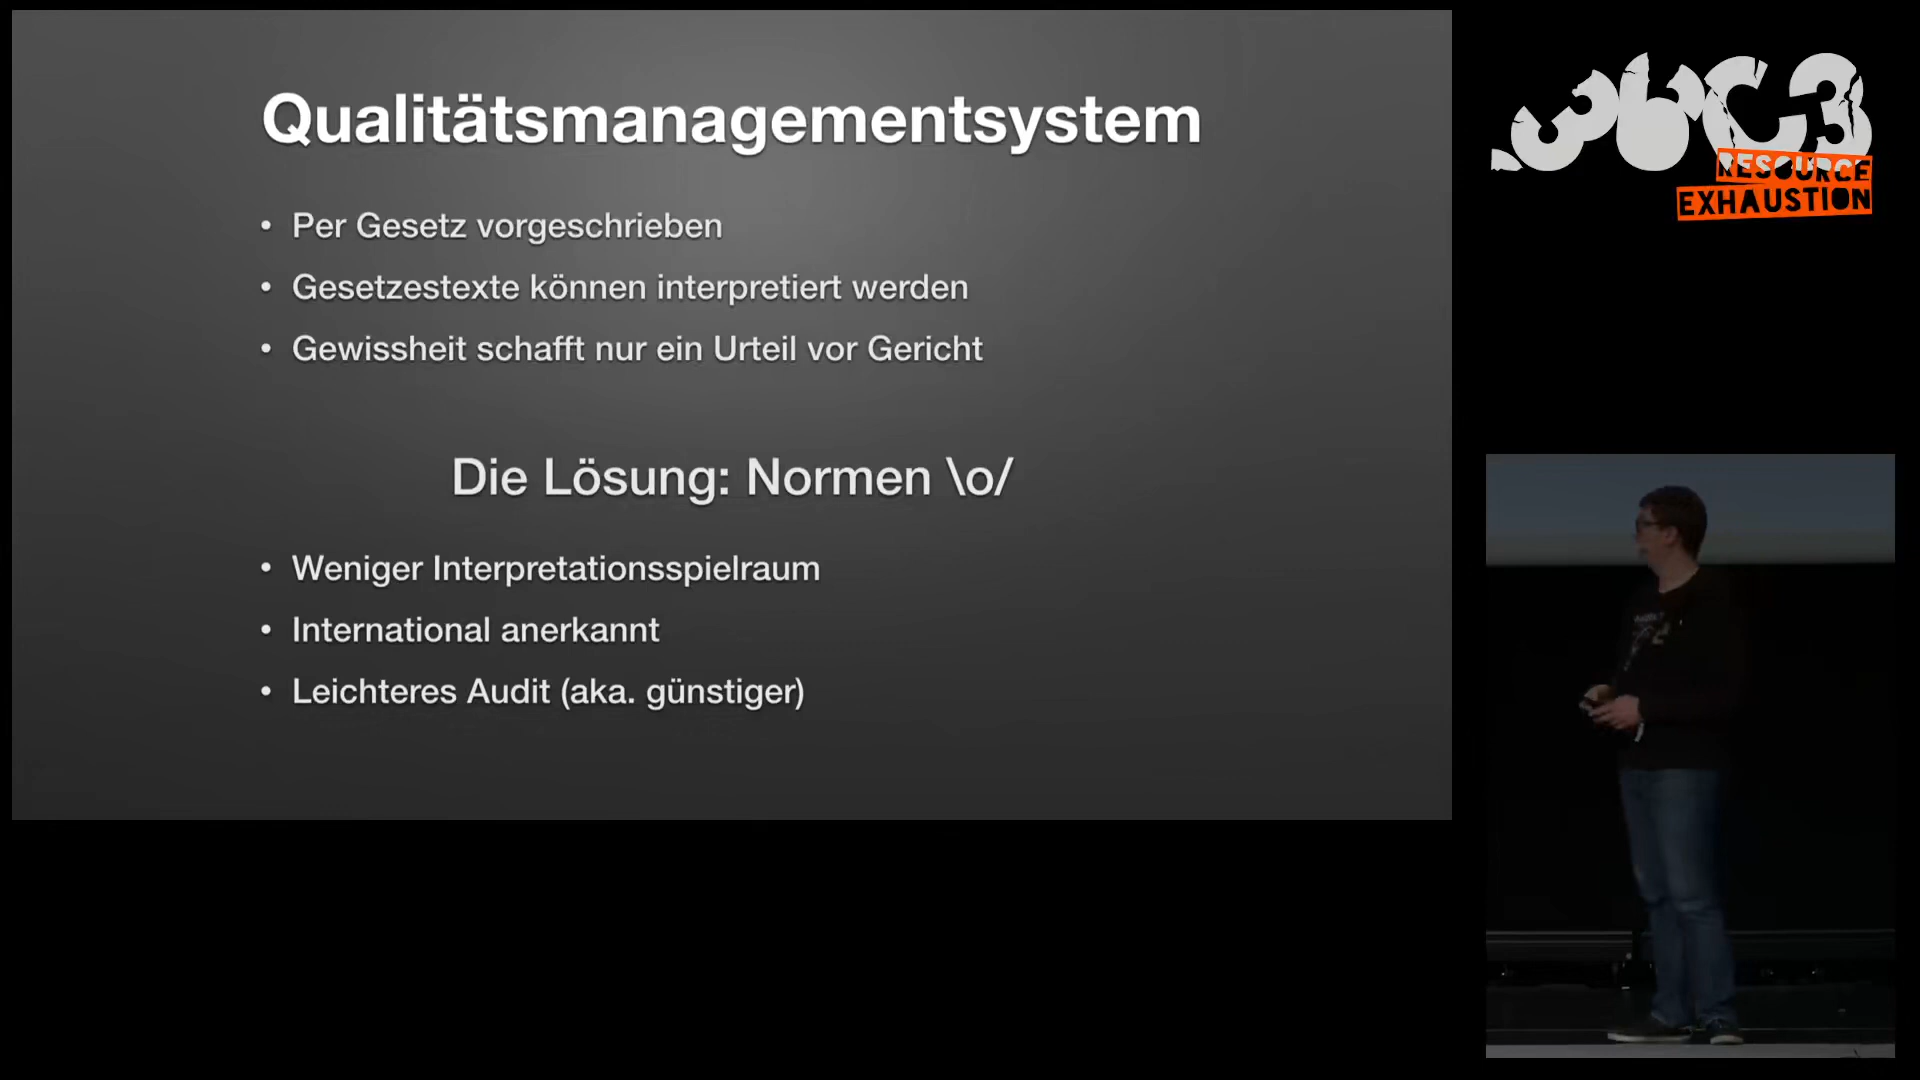 Qualitätsmanagementsystem
• Per Gesetz vorgeschrieben
• Gesetzestexte können interpretiert werden
• Gewissheit schafft nur ein Urteil vor Gericht
Die Lösung: Normen \o/
• Weniger Interpretationsspielraum
• International anerkannt
• Leichteres Audit (aka. günstiger)
36C3
RESOURCE
EXHAUSTION